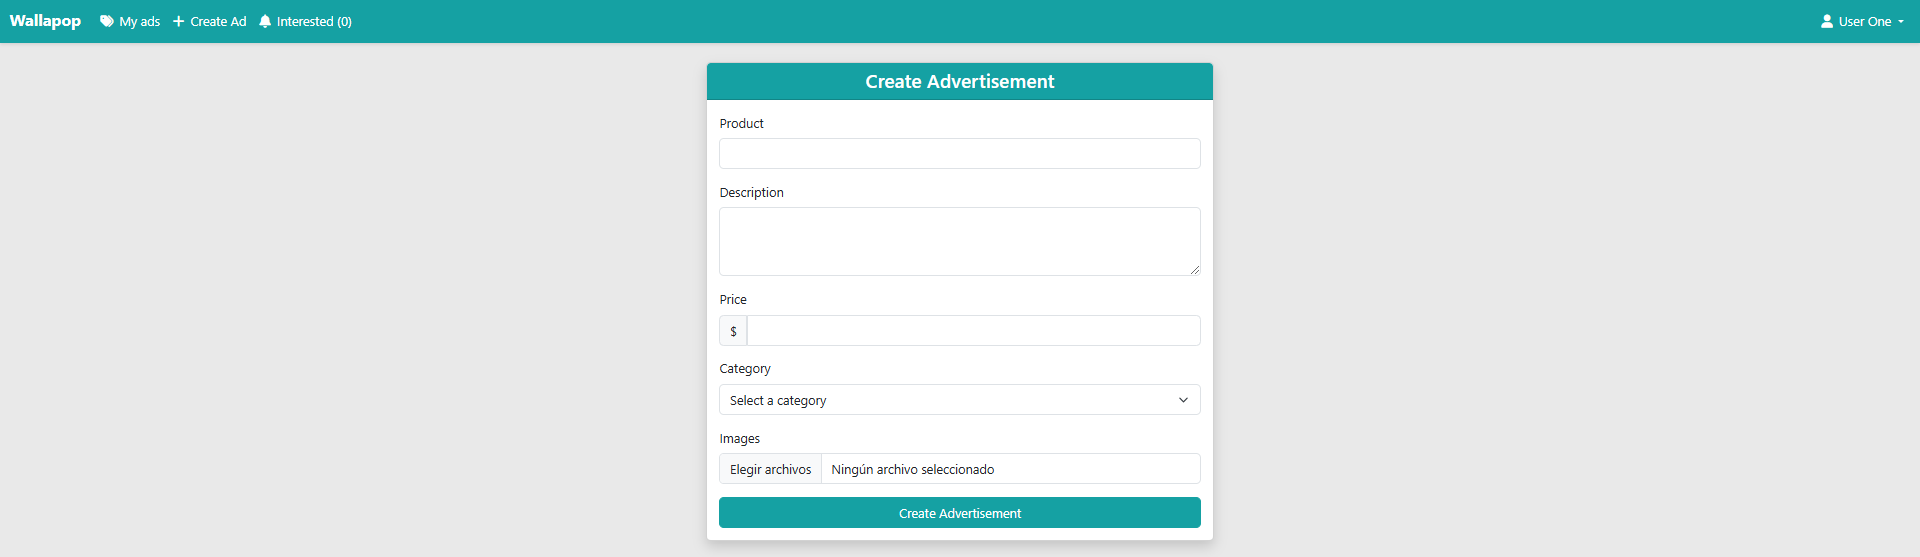 Wallapop My ads Create Ad Interested (0) User One
Create Advertisement
Product
Description
Price
$
Category
Select a category
Images
Elegir archivos Ningún archivo seleccionado
Create Advertisement